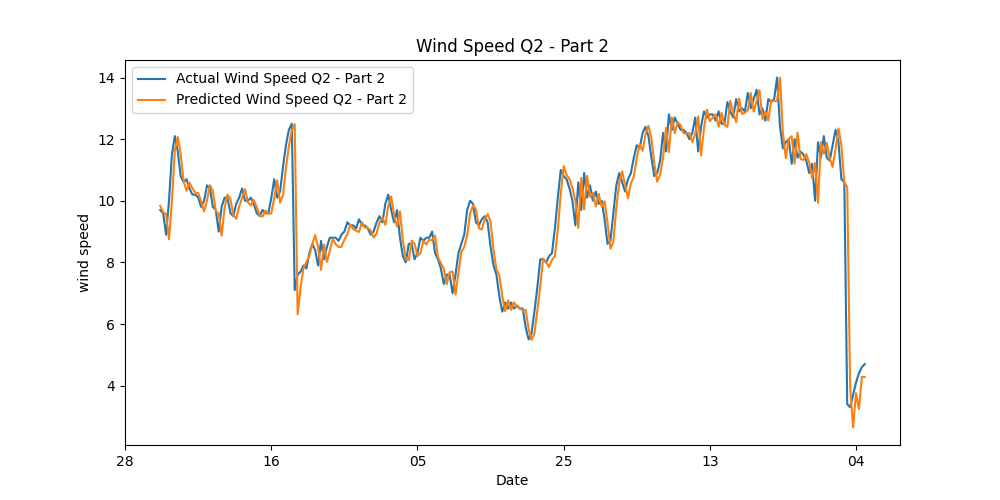 Wind Speed Q2 - Part 2
Actual Wind Speed Q2 - Part 2
Predicted Wind Speed Q2 - Part 2
14
12
10
8
6
4
wind speed
28 16 05 25 13 04
Date